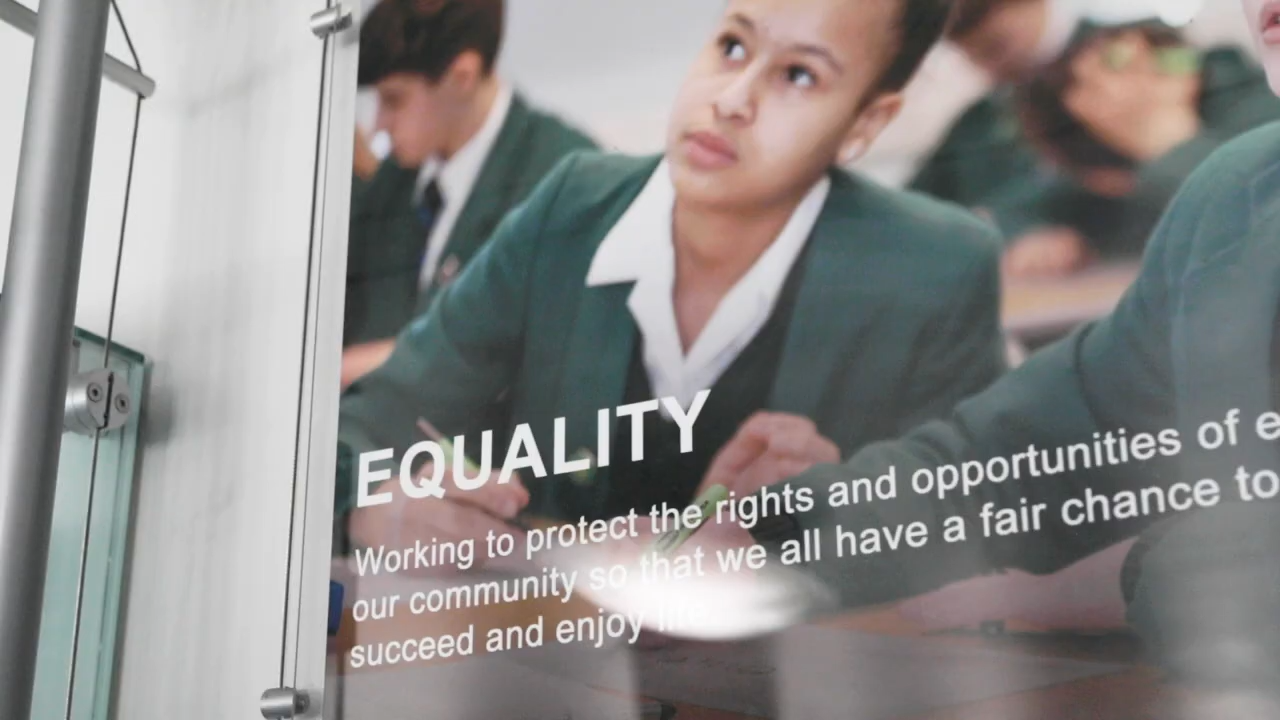 EQUALITY
Working to protect the rights and opportunities of
our community so that we all have a fair chance to
succeed and enjoy life.